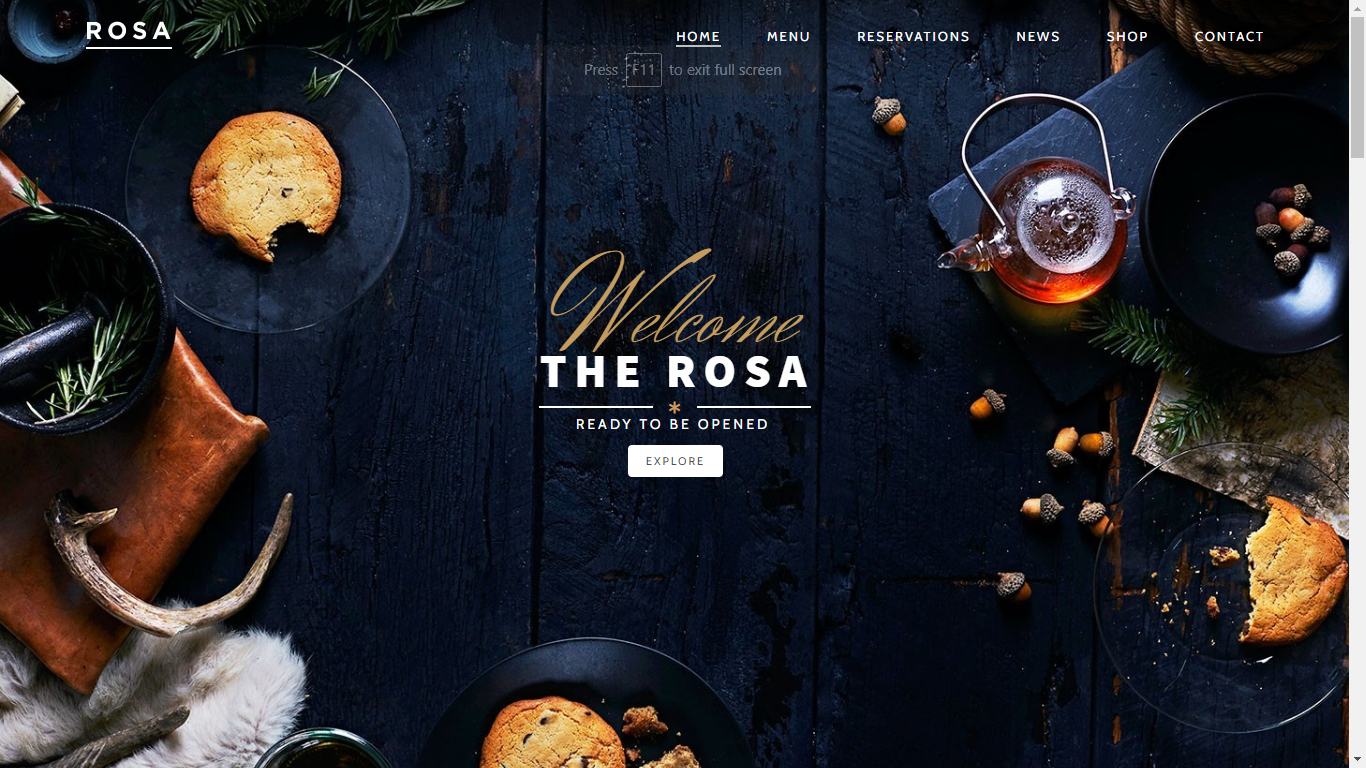 ROSA
HOME MENU RESERVATIONS NEWS SHOP CONTACT
Press F11 to exit full screen
Welcome
THE ROSA
*
READY TO BE OPENED
EXPLORE